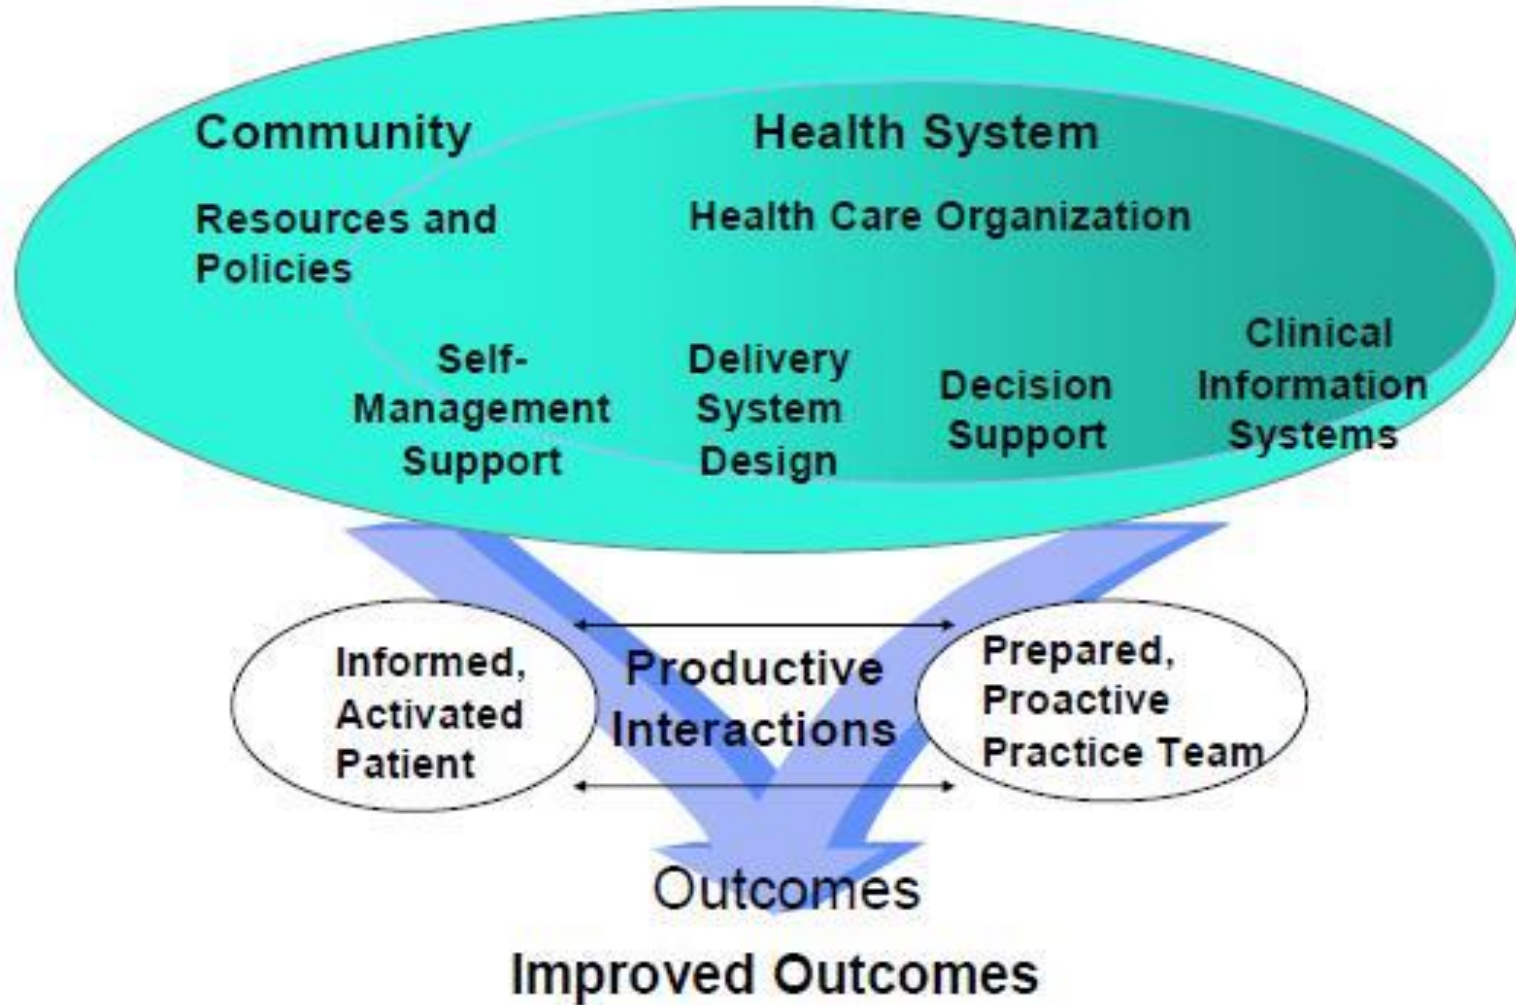 Community
Health System
Resources and
Policies
Health Care Organization
Self-
Management
Support
Delivery
System
Design
Decision
Support
Clinical
Information
Systems
Informed,
Activated
Patient
Productive
Interactions
Prepared,
Proactive
Practice Team
Outcomes
Improved Outcomes